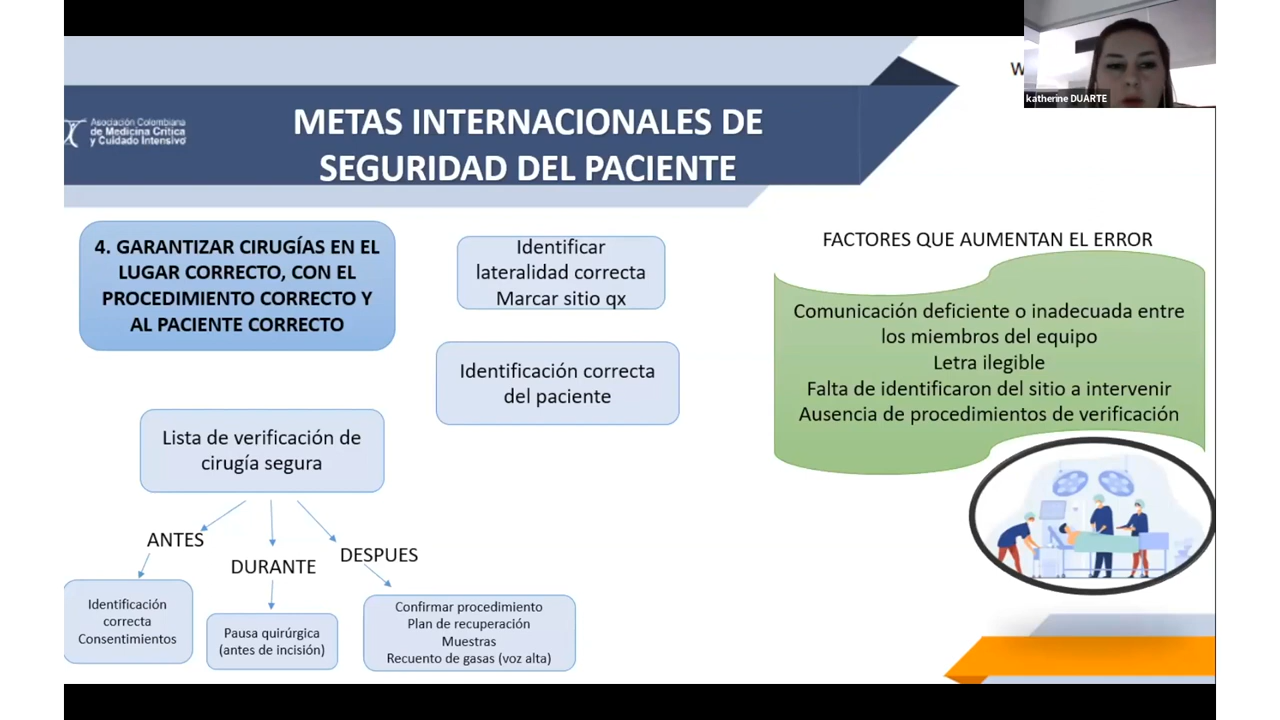 W
katherine DUARTE
Asociación Colombiana
de Medicina Crítica
y Cuidado Intensivo
METAS INTERNACIONALES DE
SEGURIDAD DEL PACIENTE
4. GARANTIZAR CIRUGÍAS EN EL
LUGAR CORRECTO, CON EL
PROCEDIMIENTO CORRECTO Y
AL PACIENTE CORRECTO
Identificar
lateralidad correcta
Marcar sitio qx
Identificación correcta
del paciente
Lista de verificación de
cirugía segura
ANTES
DURANTE
DESPUES
Identificación
correcta
Consentimientos
Pausa quirúrgica
(antes de incisión)
Confirmar procedimiento
Plan de recuperación
Muestras
Recuento de gasas (voz alta)
FACTORES QUE AUMENTAN EL ERROR
Comunicación deficiente o inadecuada entre
los miembros del equipo
Letra ilegible
Falta de identificaron del sitio a intervenir
Ausencia de procedimientos de verificación